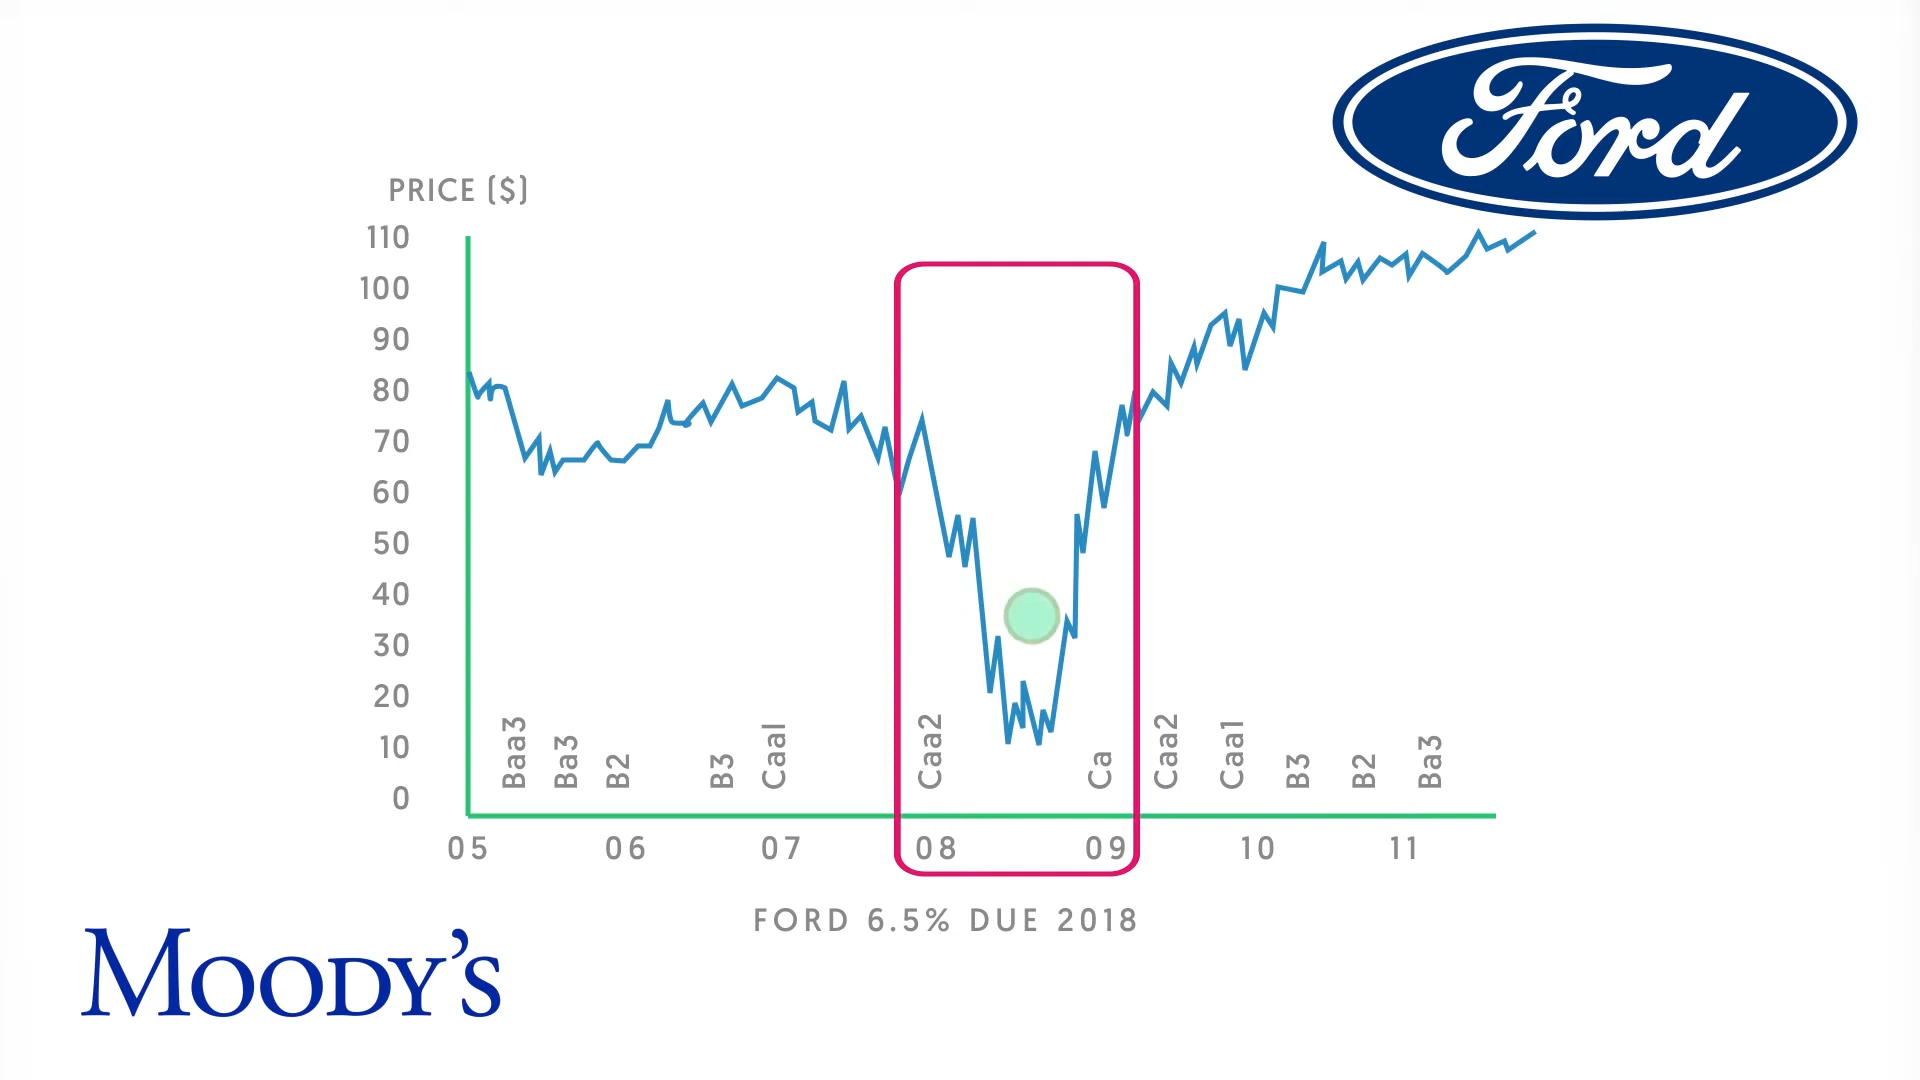 Ford
PRICE ($)
110
100
90
80
70
60
50
40
30
20
10
0
Baa3
Ba3
B2
B3
Caa1
Caa2
Ca
Caa2
Caa1
B3
B2
Ba3
05 06 07 08 09 10 11
FORD 6.5% DUE 2018
MOODY'S